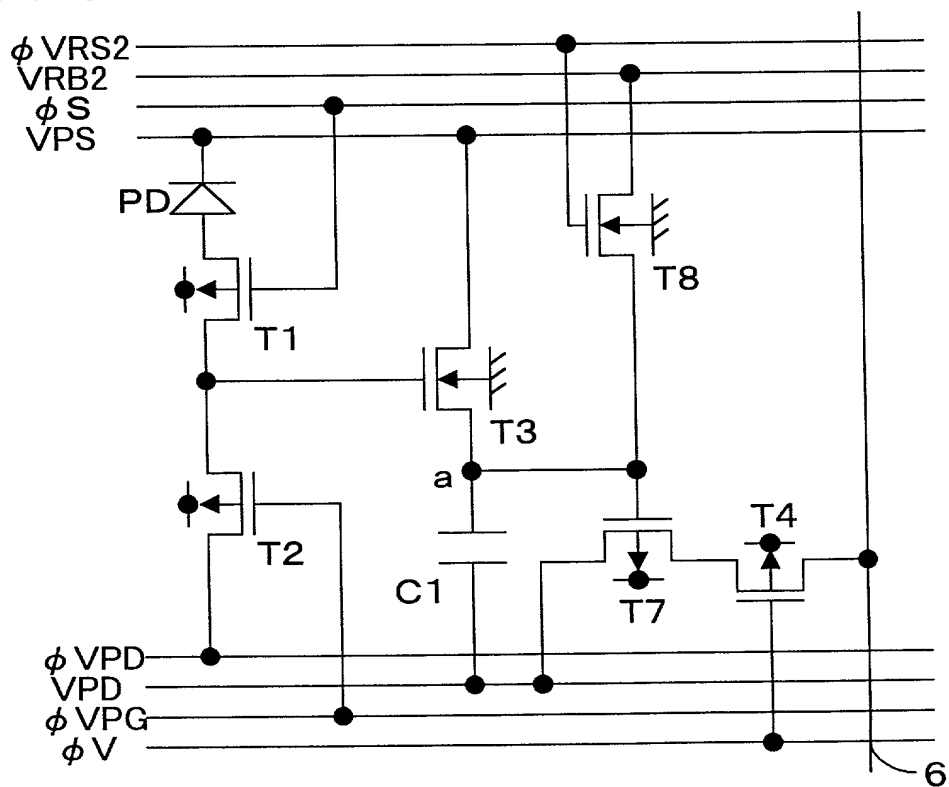 φVRS2
VRB2
φS
VPS
PD
T8
T1
T3
a
T4
T2
C1
T7
φVPD
VPD
φVPG
φV
6